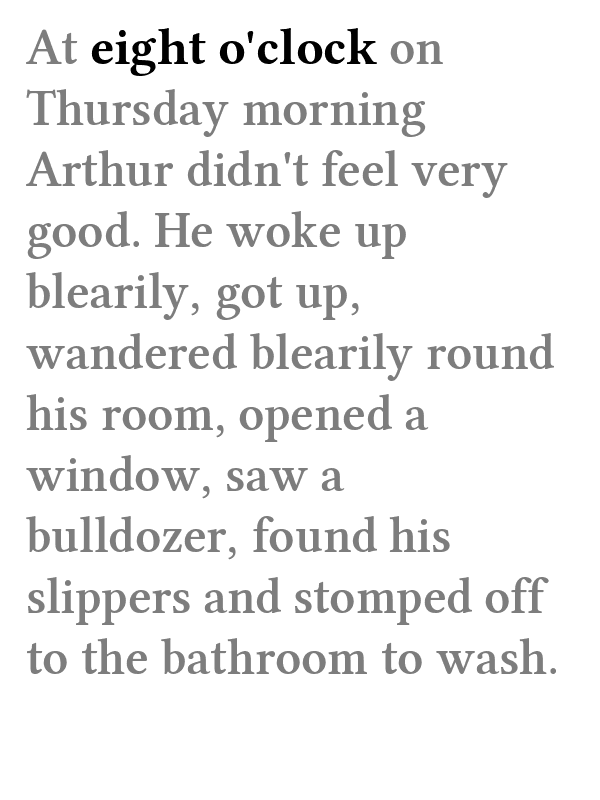 At eight o'clock on
Thursday morning
Arthur didn't feel very
good. He woke up
blearily, got up,
wandered blearily round
his room, opened a
window, saw a
bulldozer, found his
slippers and stomped off
to the bathroom to wash.